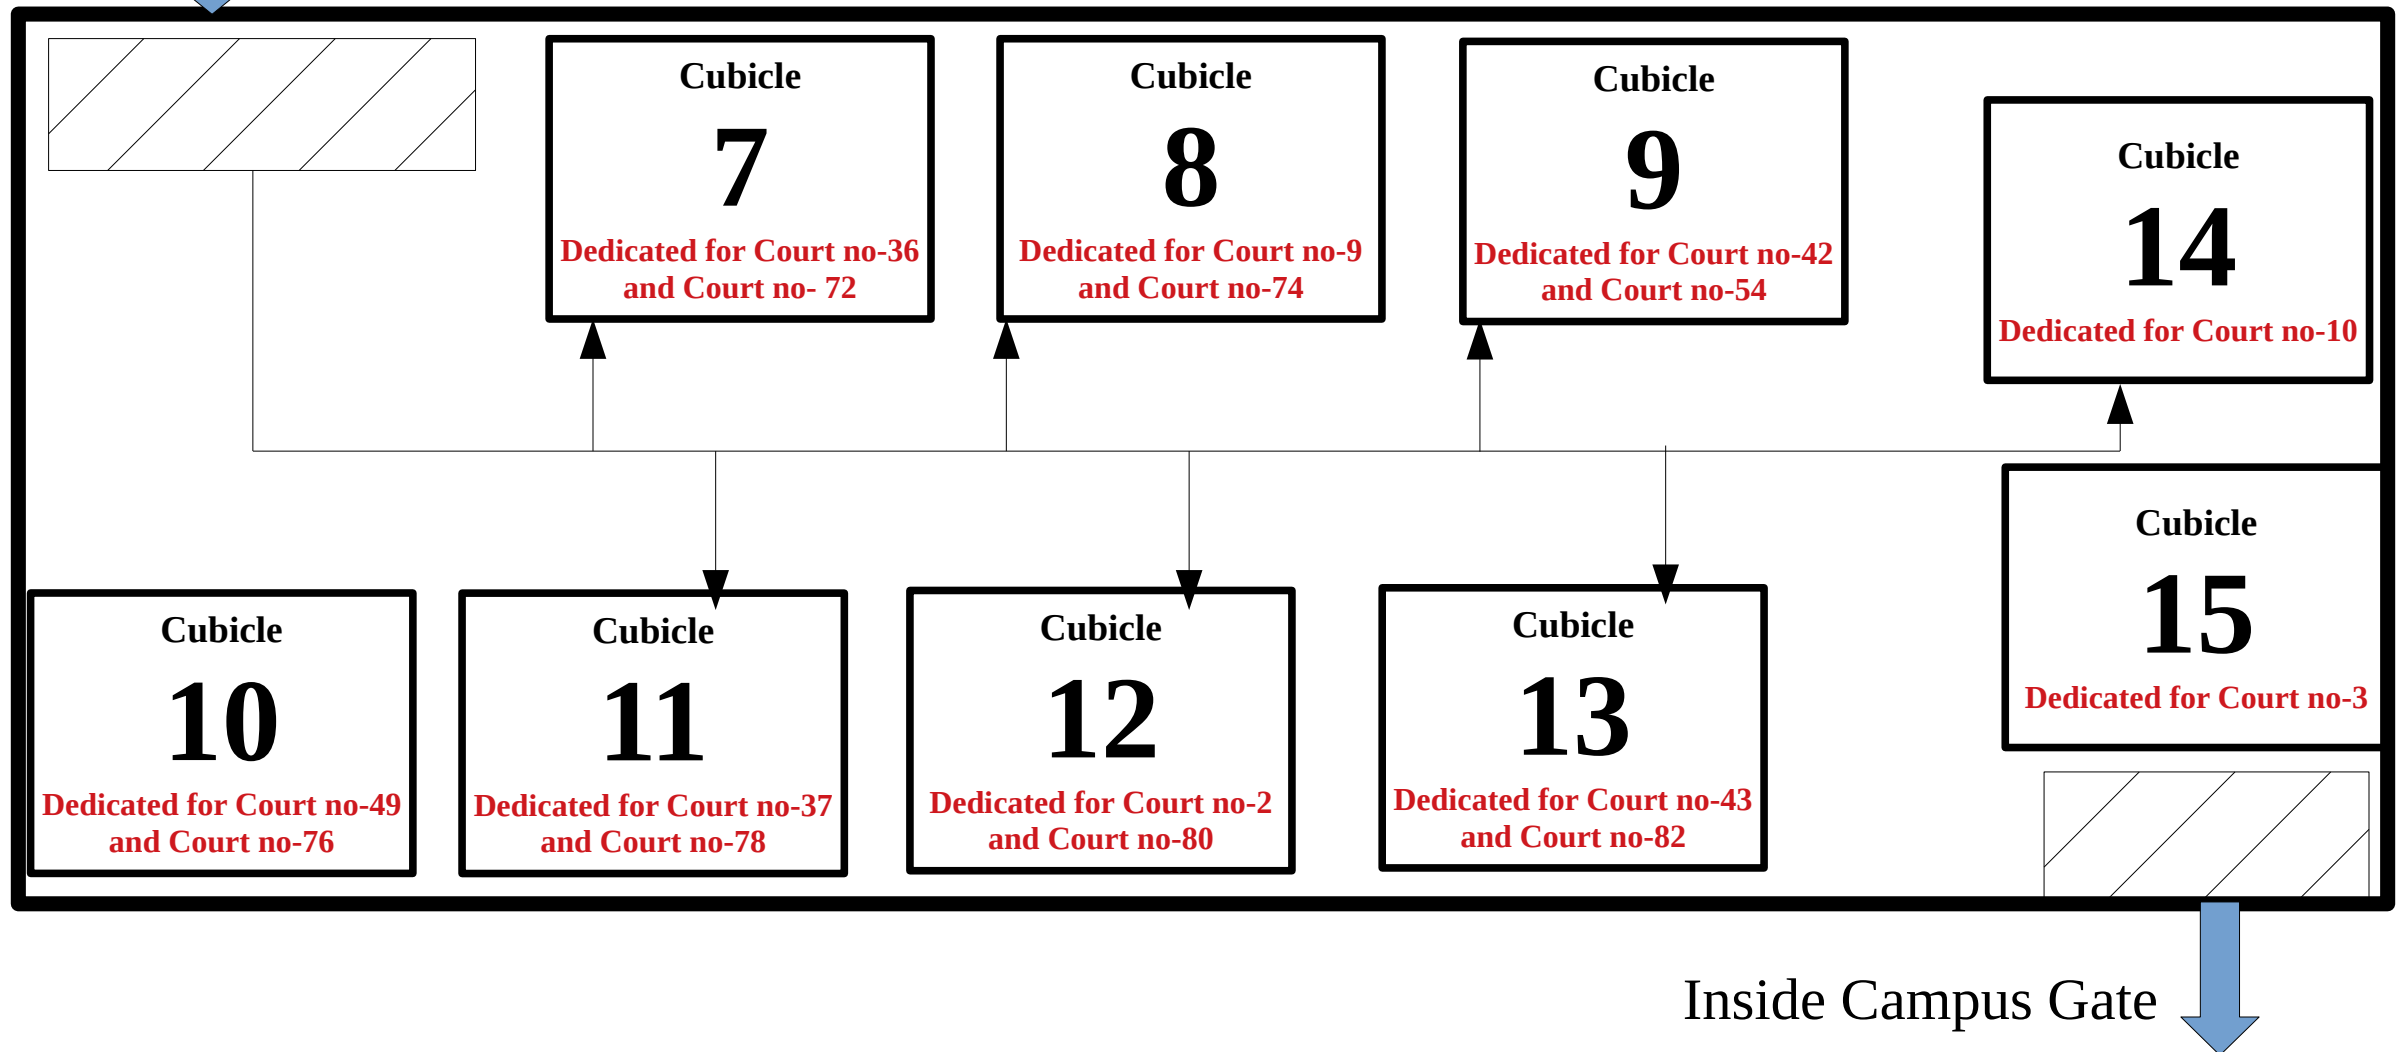 Cubicle
7
Dedicated for Court no-36
and Court no- 72
Cubicle
8
Dedicated for Court no-9
and Court no-74
Cubicle
9
Dedicated for Court no-42
and Court no-54
Cubicle
14
Dedicated for Court no-10
Cubicle
15
Dedicated for Court no-3
Cubicle
10
Dedicated for Court no-49
and Court no-76
Cubicle
11
Dedicated for Court no-37
and Court no-78
Cubicle
12
Dedicated for Court no-2
and Court no-80
Cubicle
13
Dedicated for Court no-43
and Court no-82
Inside Campus Gate